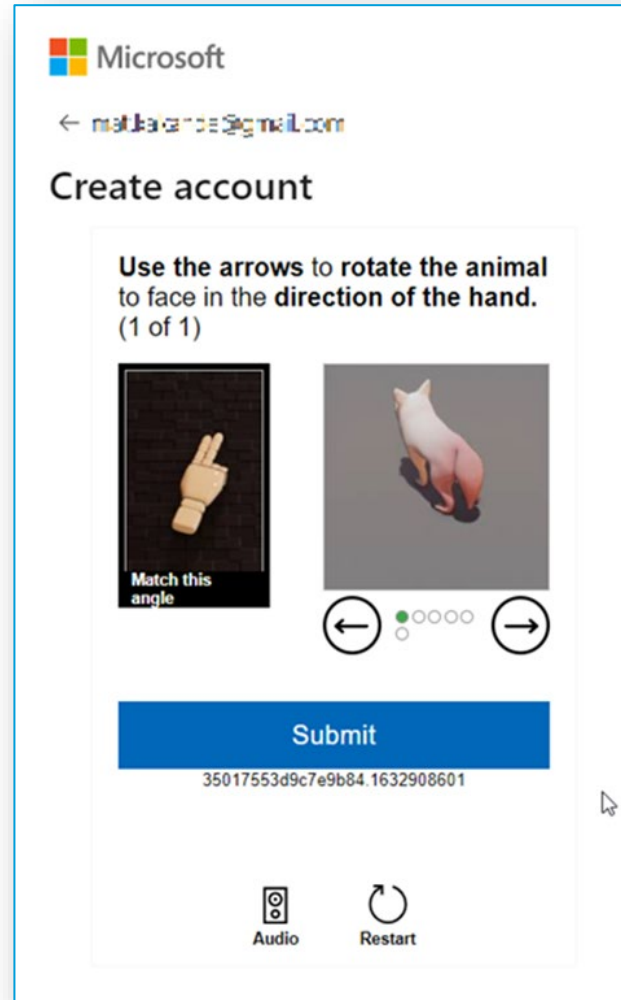 Microsoft
Create account
Use the arrows to rotate the animal
to face in the direction of the hand.
(1 of 1)
Match this
angle
Submit
35017553d9c7e9b84.1632908601
Audio
Restart